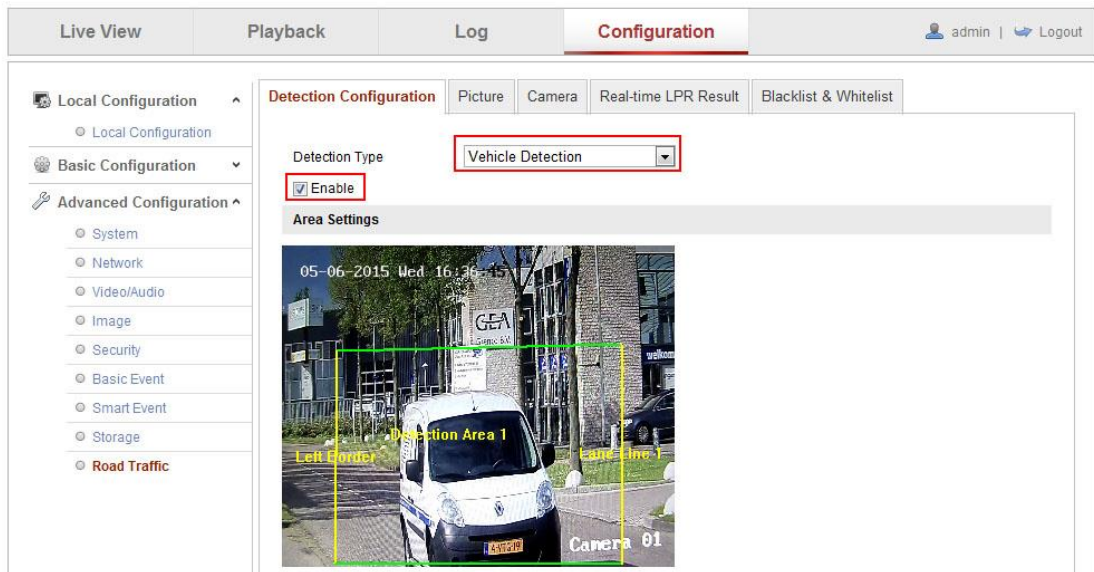 Live View
Playback
Log
Configuration
admin | Logout
Local Configuration
Local Configuration
Basic Configuration
Advanced Configuration
System
Network
Video/Audio
Image
Security
Basic Event
Smart Event
Storage
Road Traffic
Detection Configuration
Picture
Camera
Real-time LPR Result
Blacklist & Whitelist
Detection Type
Vehicle Detection
Enable
Area Settings
05-06-2015 Wed 16:36:45
GEA
welkom
Detection Area 1
Left Border
Lane Line 1
Camera 01